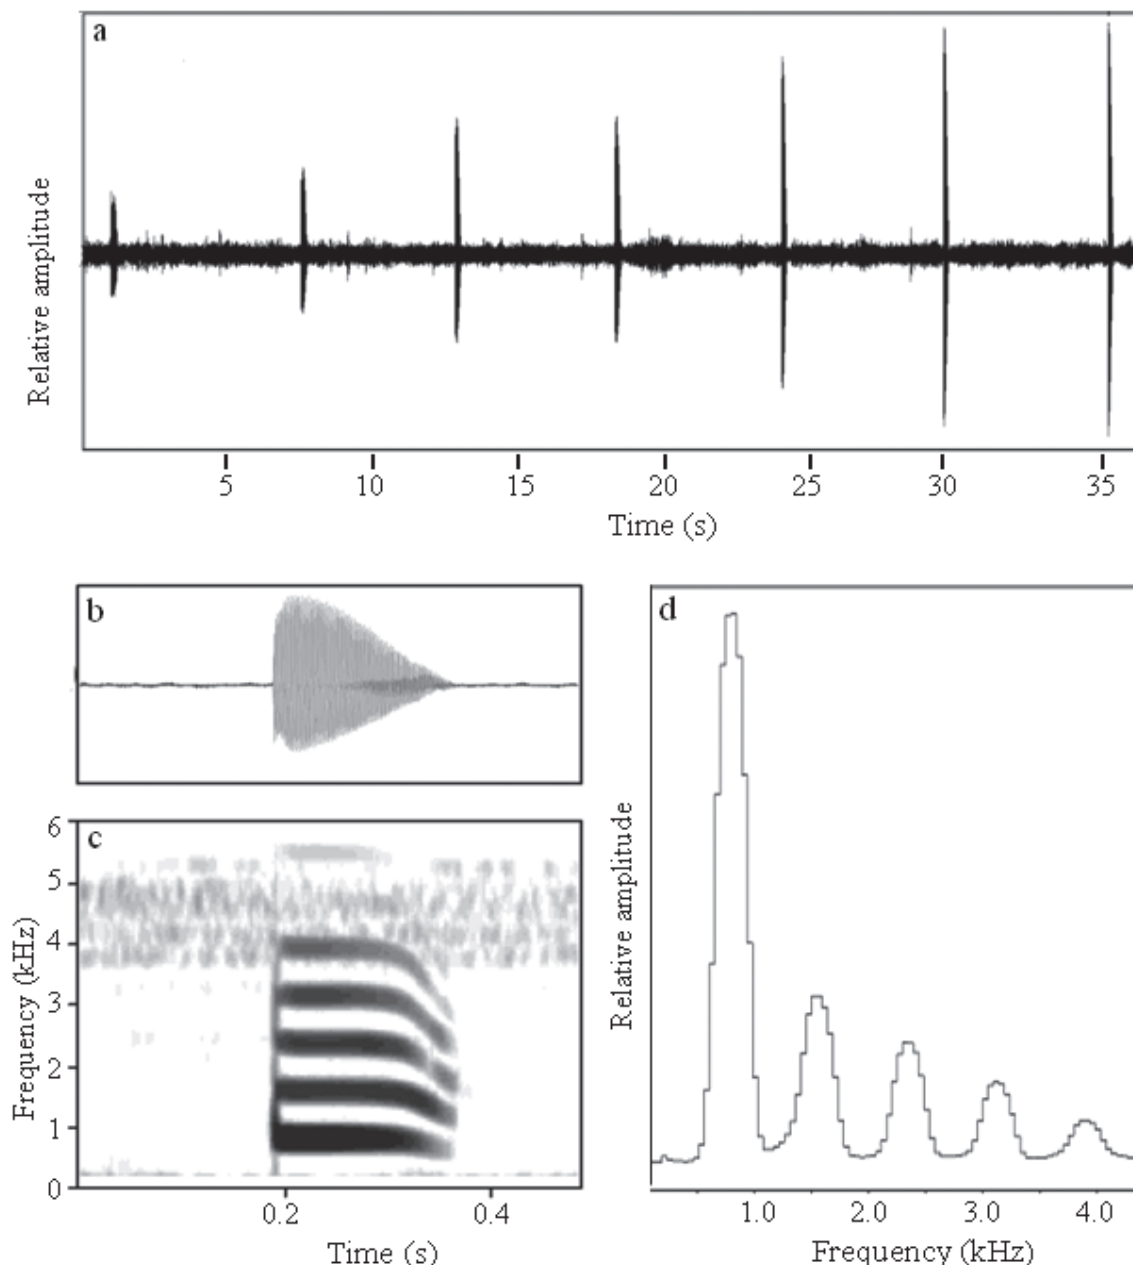 a
Relative amplitude
5 10 15 20 25 30 35
Time (s)
b
c
Frequency (kHz)
6
5
4
3
2
1
0
0.2 0.4
Time (s)
d
Relative amplitude
1.0 2.0 3.0 4.0
Frequency (kHz)